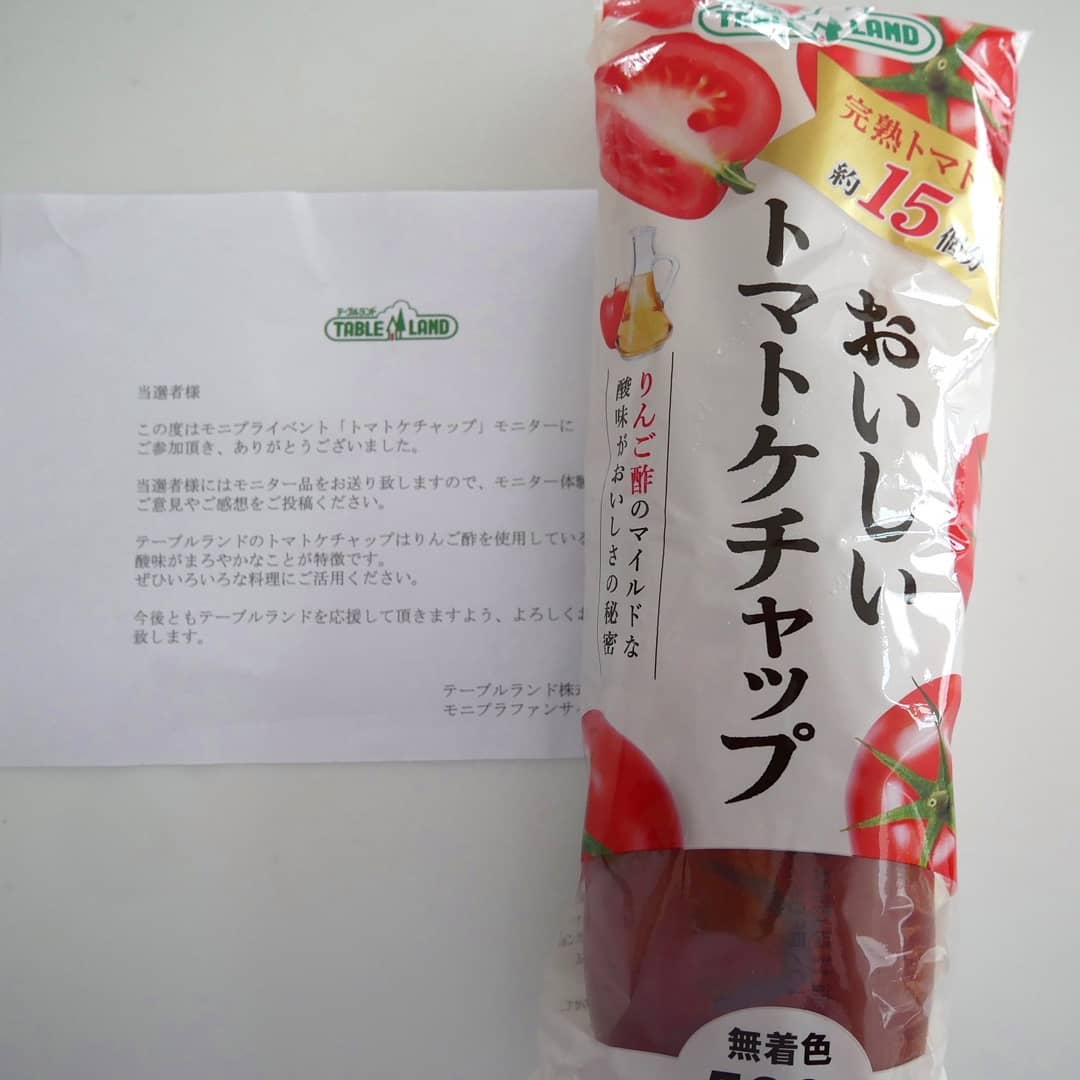 テーブルランド
TABLE LAND
当選者様
この度はモニプライベント「トマトケチャップ」モニターに
ご参加頂き、ありがとうございました。
当選者様にはモニター品をお送り致しますので、モニター体験
ご意見やご感想をご投稿ください。
テーブルランドのトマトケチャップはりんご酢を使用している
酸味がまろやかなことが特徴です。
ぜひいろいろな料理にご活用ください。
今後ともテーブルランドを応援して頂きますよう、よろしくお
致します。
テーブルランド株式
モニプラファンサイ
TABLE LAND
完熟トマト
約15個分
おいしい
トマトケチャップ
りんご酢のマイルドな
酸味がおいしさの秘密
無着色